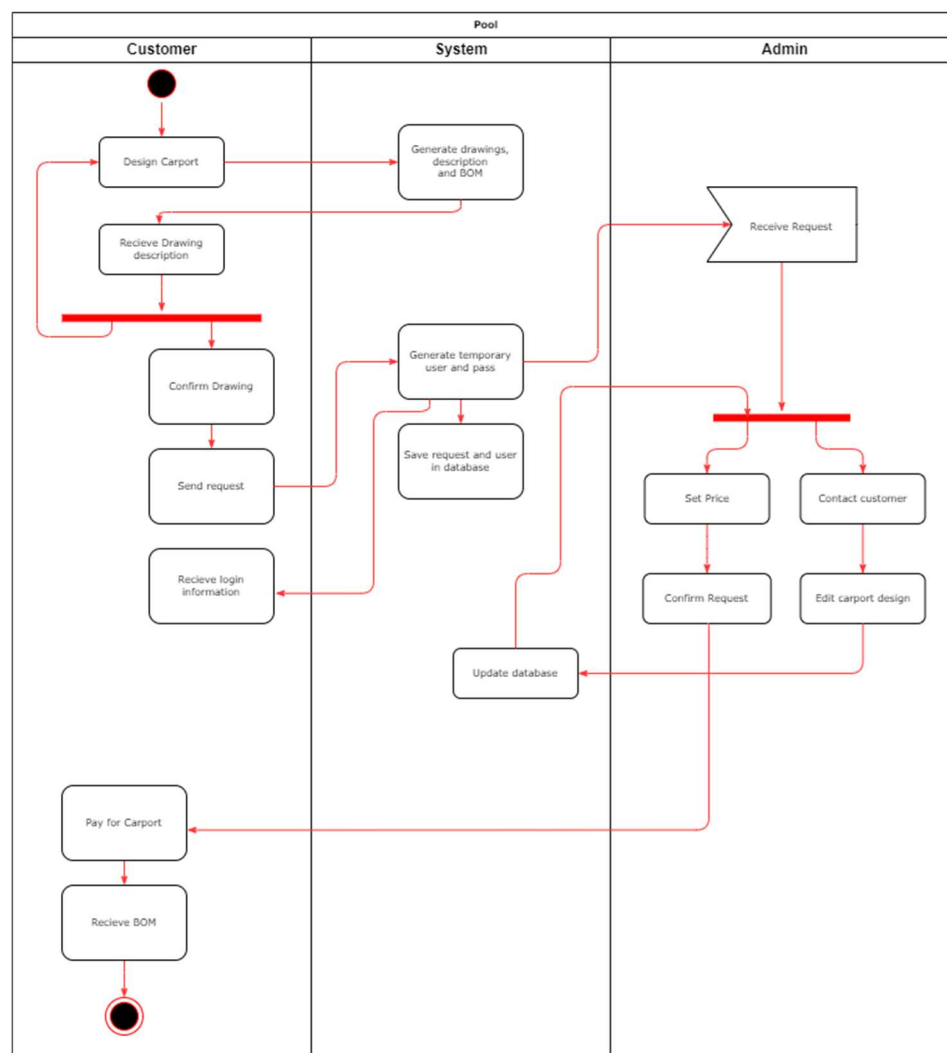 Pool
Customer
System
Admin
Design Carport
Generate drawings,
description
and BOM
Recieve Drawing
description
Receive Request
Generate temporary
user and pass
Confirm Drawing
Save request and user
in database
Send request
Set Price
Contact customer
Recieve login
information
Confirm Request
Edit carport design
Update database
Pay for Carport
Recieve BOM